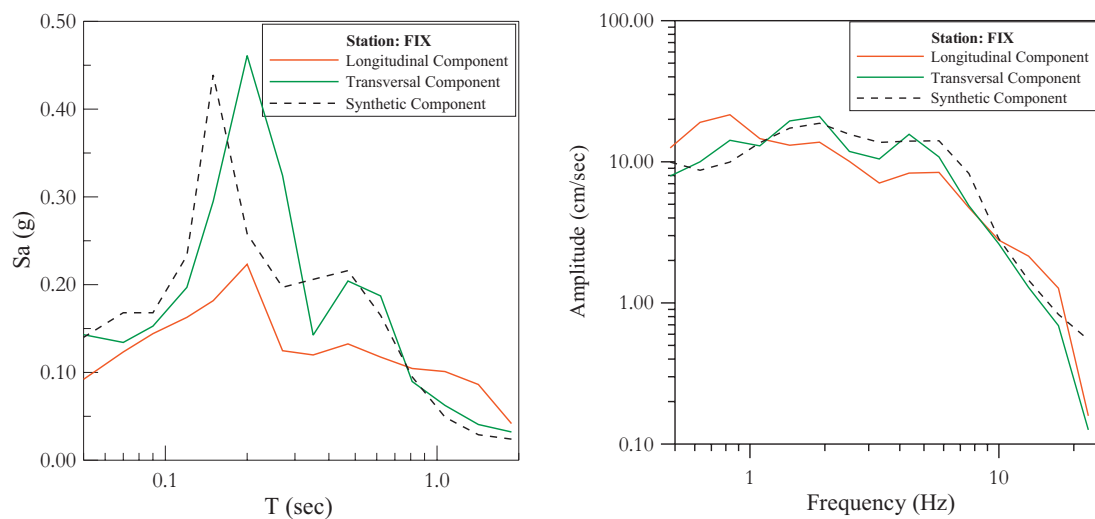 0.50
0.40
0.30
0.20
0.10
0.00
Sa (g)
0.1
1.0
T (sec)
Station: FIX
Longitudinal Component
Transversal Component
Synthetic Component
100.00
10.00
1.00
0.10
Amplitude (cm/sec)
1
10
Frequency (Hz)
Station: FIX
Longitudinal Component
Transversal Component
Synthetic Component